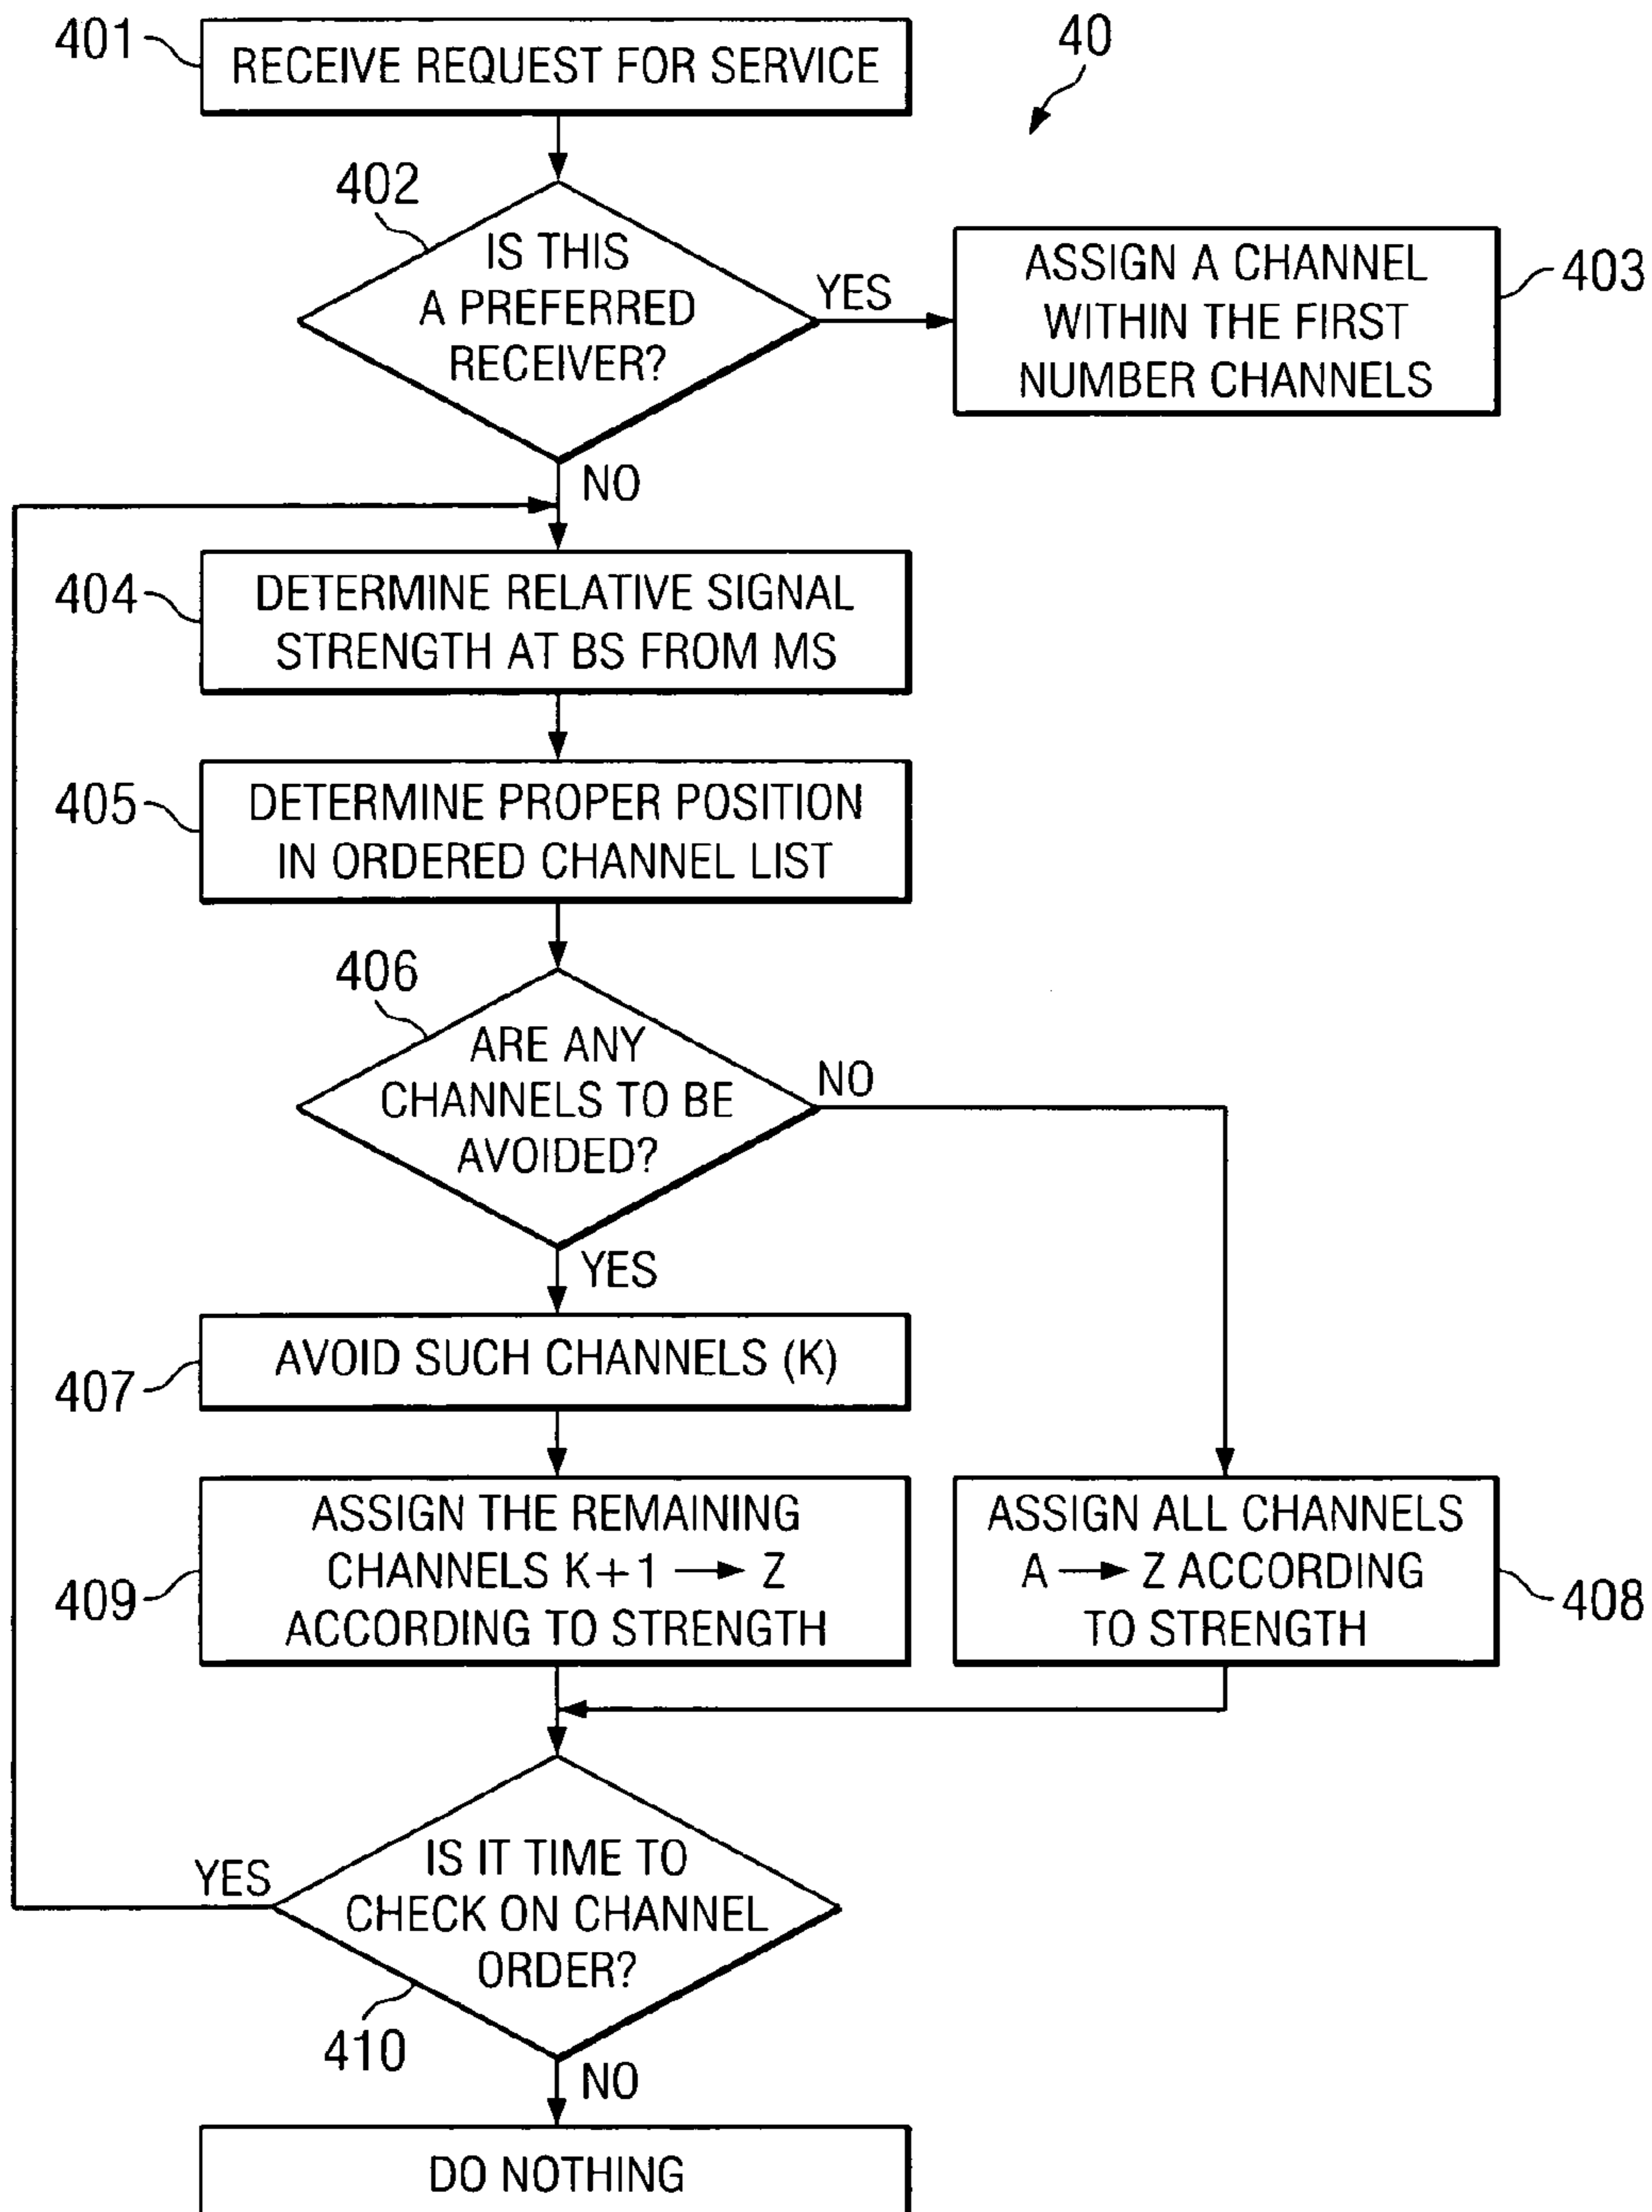 401
RECEIVE REQUEST FOR SERVICE
40
402
IS THIS
A PREFERRED
RECEIVER?
YES
ASSIGN A CHANNEL
WITHIN THE FIRST
NUMBER CHANNELS
403
NO
404
DETERMINE RELATIVE SIGNAL
STRENGTH AT BS FROM MS
405
DETERMINE PROPER POSITION
IN ORDERED CHANNEL LIST
406
ARE ANY
CHANNELS TO BE
AVOIDED?
NO
YES
407
AVOID SUCH CHANNELS (K)
409
ASSIGN THE REMAINING
CHANNELS K+1 → Z
ACCORDING TO STRENGTH
ASSIGN ALL CHANNELS
A → Z ACCORDING
TO STRENGTH
408
YES
IS IT TIME TO
CHECK ON CHANNEL
ORDER?
410
NO
DO NOTHING